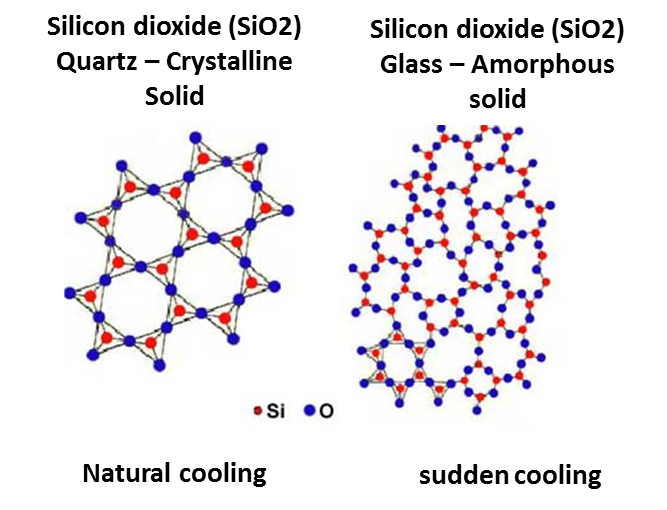 Silicon dioxide (SiO2)
Quartz – Crystalline
Solid
Silicon dioxide (SiO2)
Glass – Amorphous
solid
Si O
Natural cooling
sudden cooling